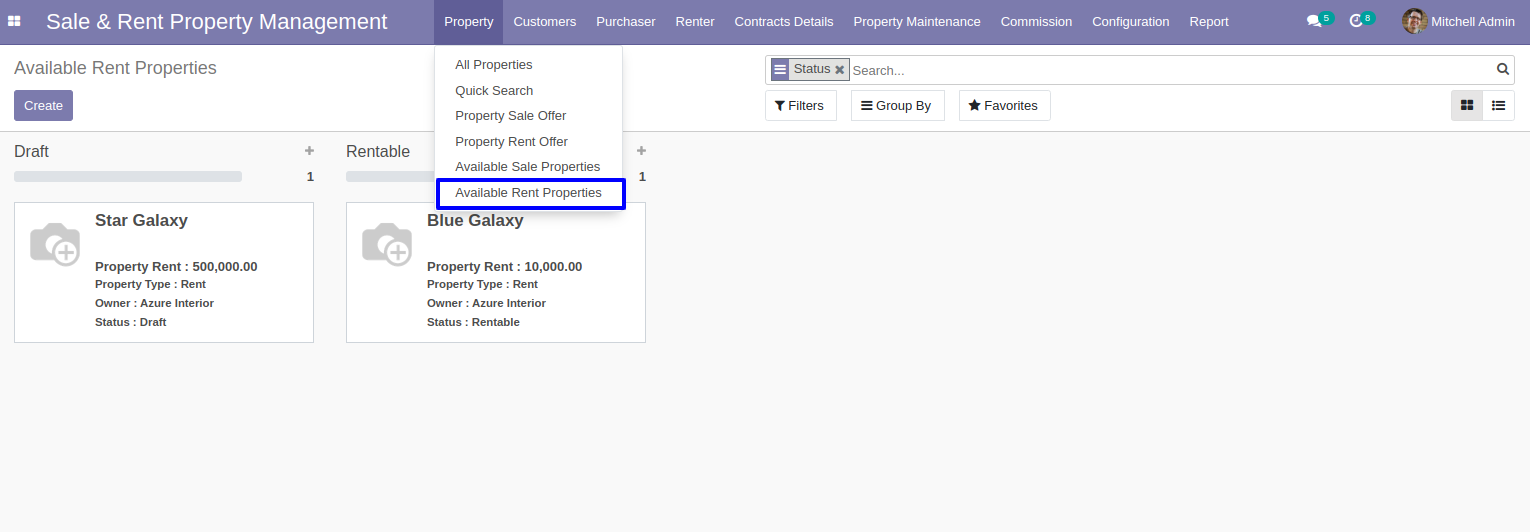 Sale & Rent Property Management Property Customers Purchaser Renter Contracts Details Property Maintenance Commission Configuration Report 5 8 Mitchell Admin
Available Rent Properties
Create
All Properties
Quick Search
Property Sale Offer
Property Rent Offer
Available Sale Properties
Available Rent Properties
Status Search...
Filters Group By Favorites
Draft
1
Star Galaxy
Property Rent : 500,000.00
Property Type : Rent
Owner : Azure Interior
Status : Draft
Rentable
1
Blue Galaxy
Property Rent : 10,000.00
Property Type : Rent
Owner : Azure Interior
Status : Rentable